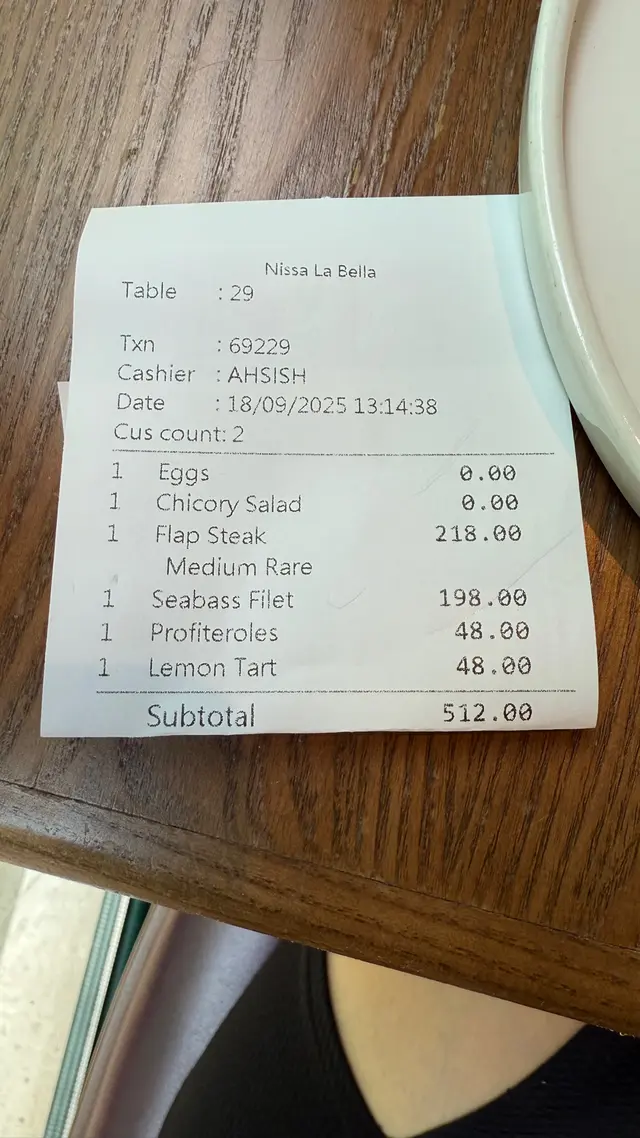 Nissa La Bella
Table : 29
Txn : 69229
Cashier : AHSISH
Date : 18/09/2025 13:14:38
Cus count: 2
1 Eggs 0.00
1 Chicory Salad 0.00
1 Flap Steak 218.00
Medium Rare
1 Seabass Filet 198.00
1 Profiteroles 48.00
1 Lemon Tart 48.00
Subtotal 512.00